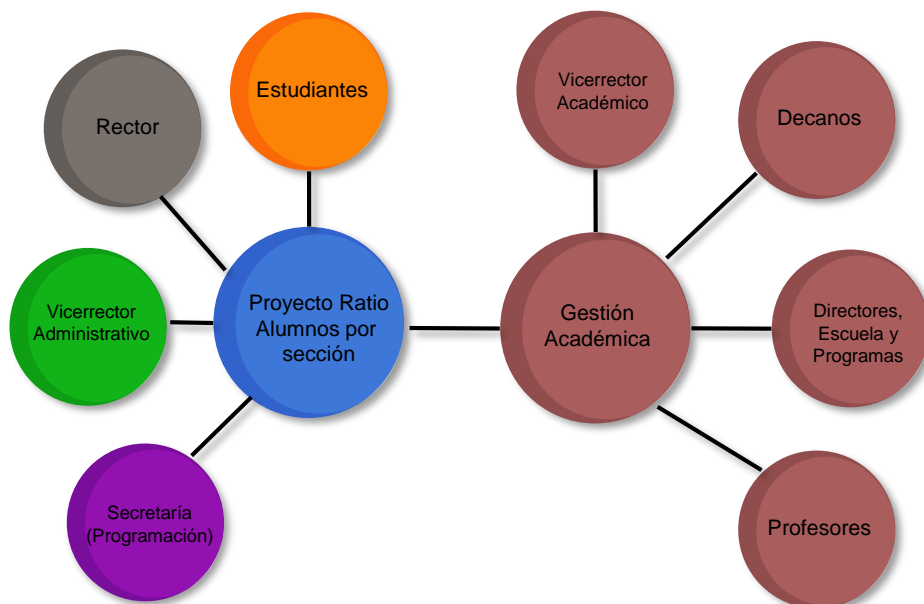 Estudiantes
Rector
Vicerrector
Administrativo
Proyecto Ratio
Alumnos por
sección
Secretaría
(Programación)
Vicerrector
Académico
Decanos
Gestión
Académica
Directores,
Escuela y
Programas
Profesores